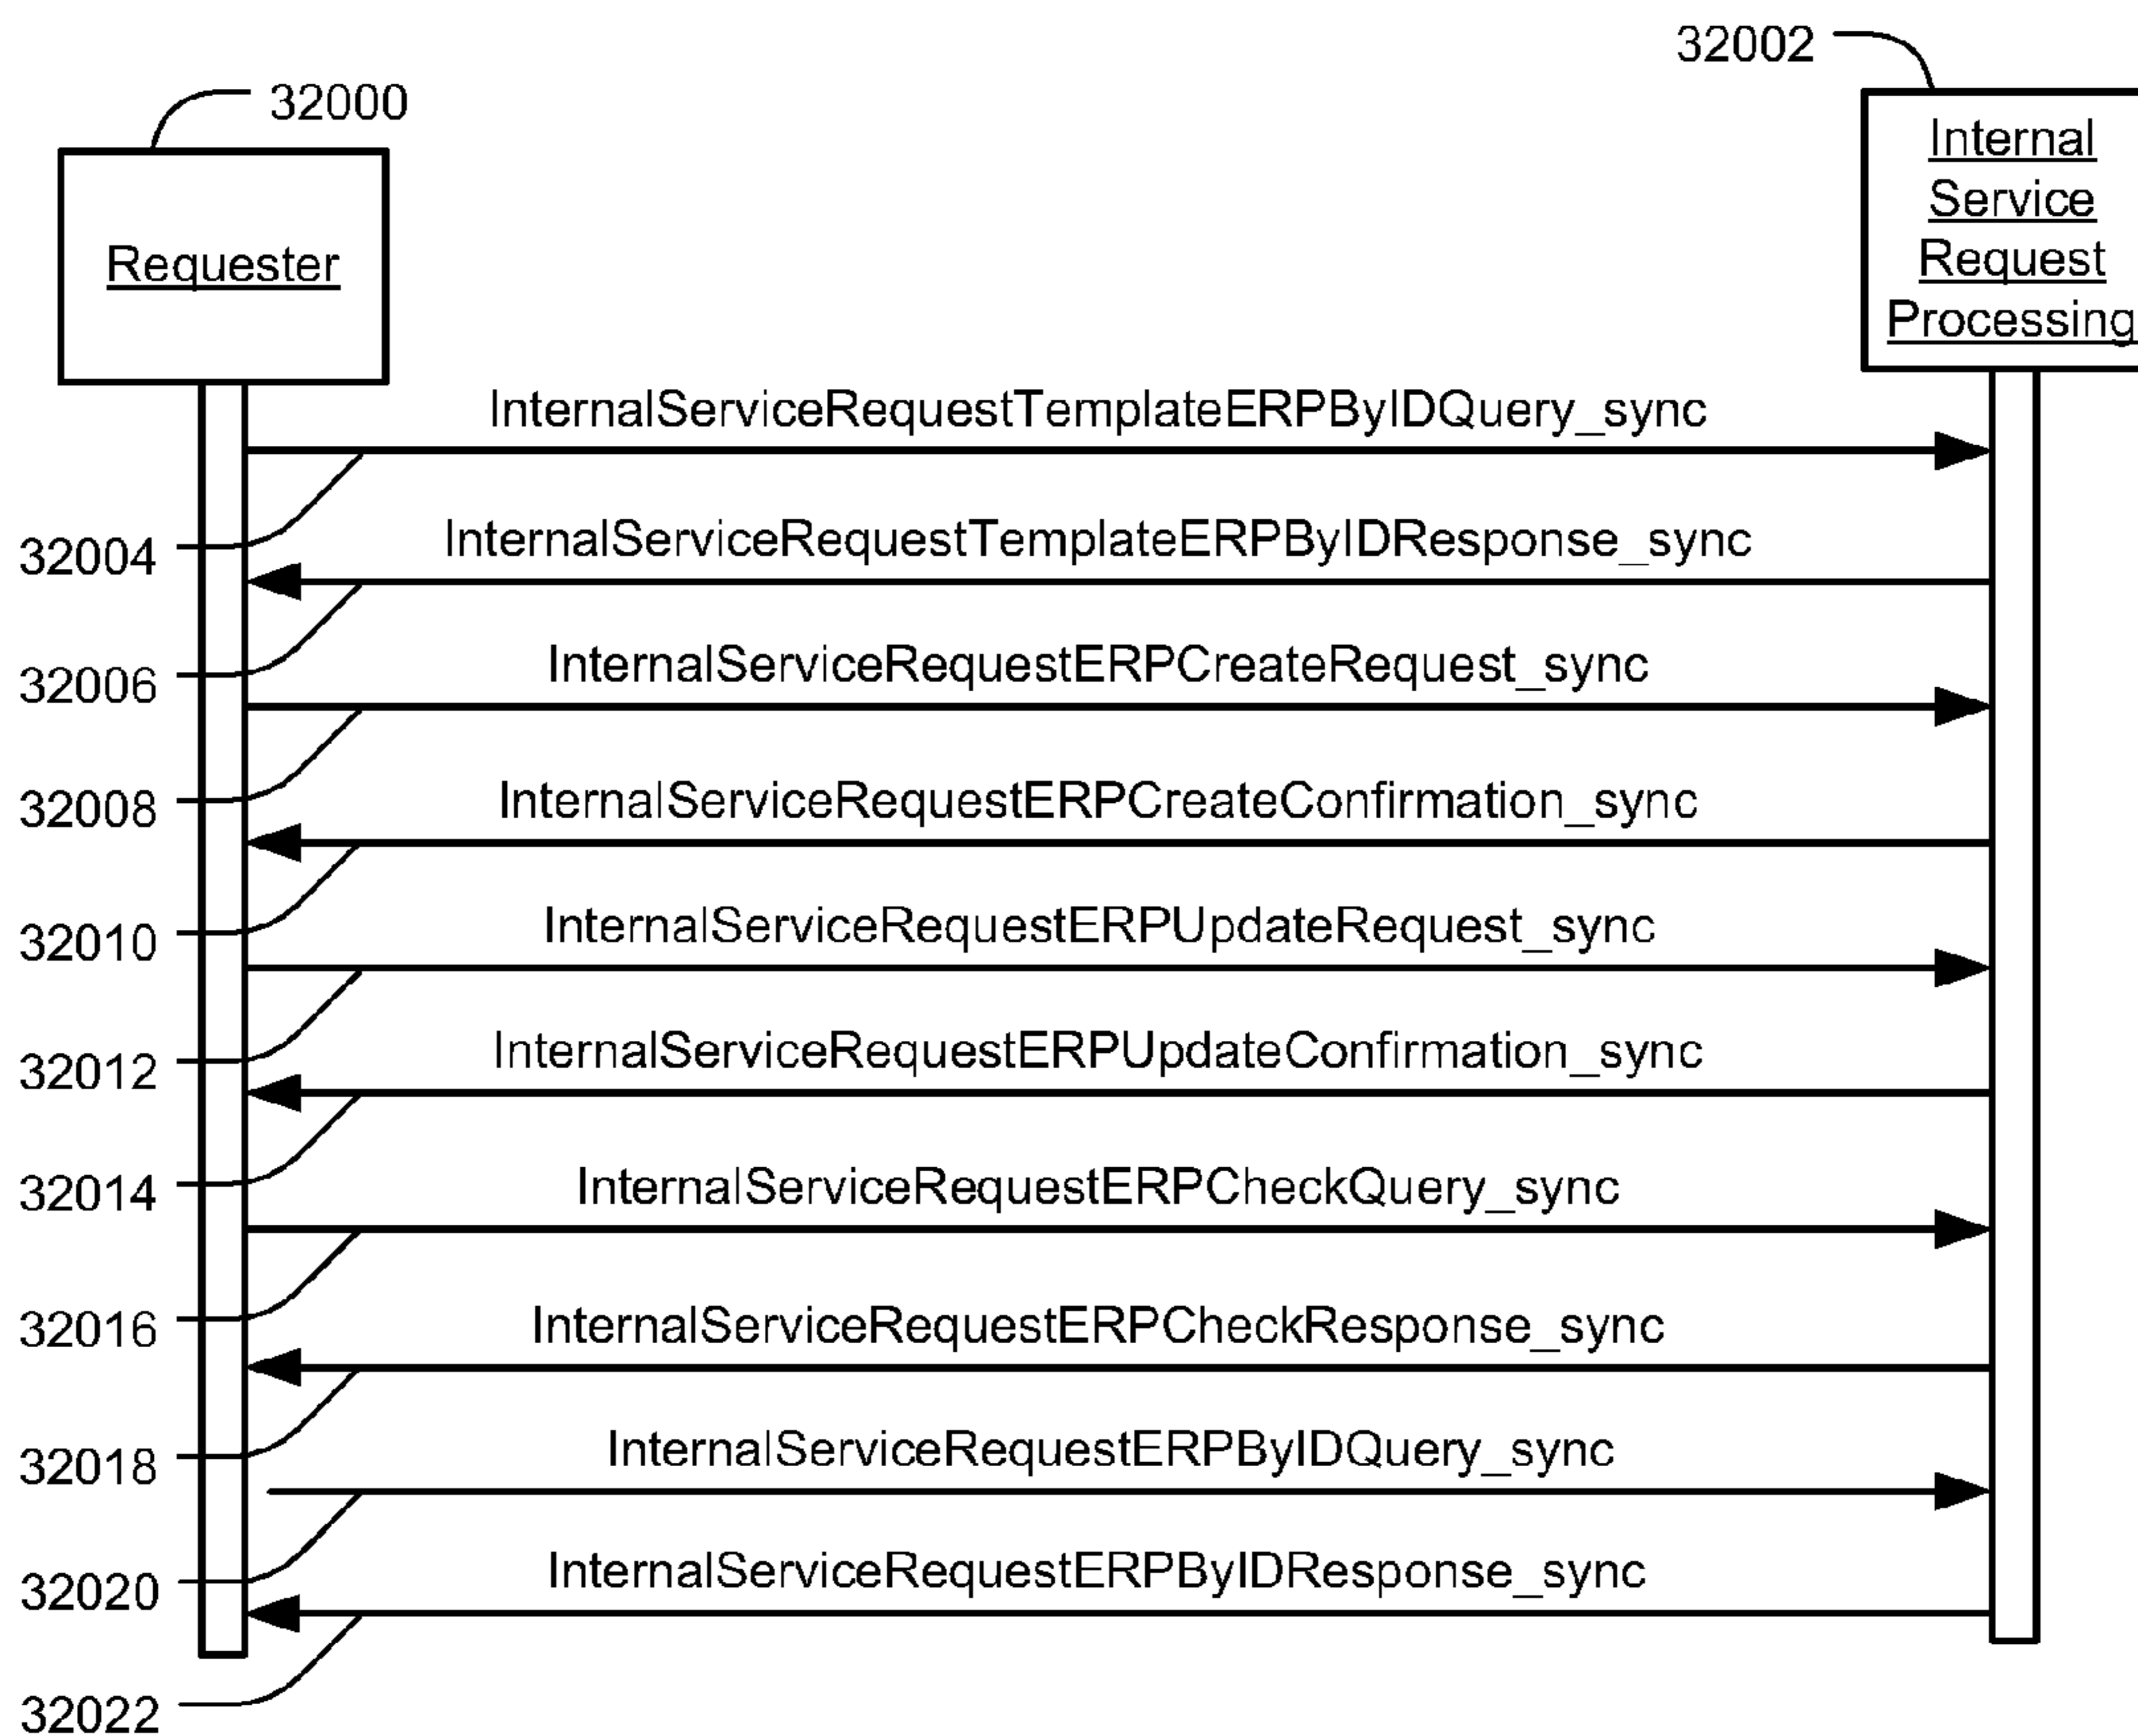 32002
32000
Internal
Service
Request
Processing
Requester
InternalServiceRequestTemplateERPByIDQuery_sync
32004
InternalServiceRequestTemplateERPByIDResponse_sync
32006
InternalServiceRequestERPCreateRequest_sync
32008
InternalServiceRequestERPCreateConfirmation_sync
32010
InternalServiceRequestERPUpdateRequest_sync
32012
InternalServiceRequestERPUpdateConfirmation_sync
32014
InternalServiceRequestERPCheckQuery_sync
32016
InternalServiceRequestERPCheckResponse_sync
32018
InternalServiceRequestERPByIDQuery_sync
32020
InternalServiceRequestERPByIDResponse_sync
32022